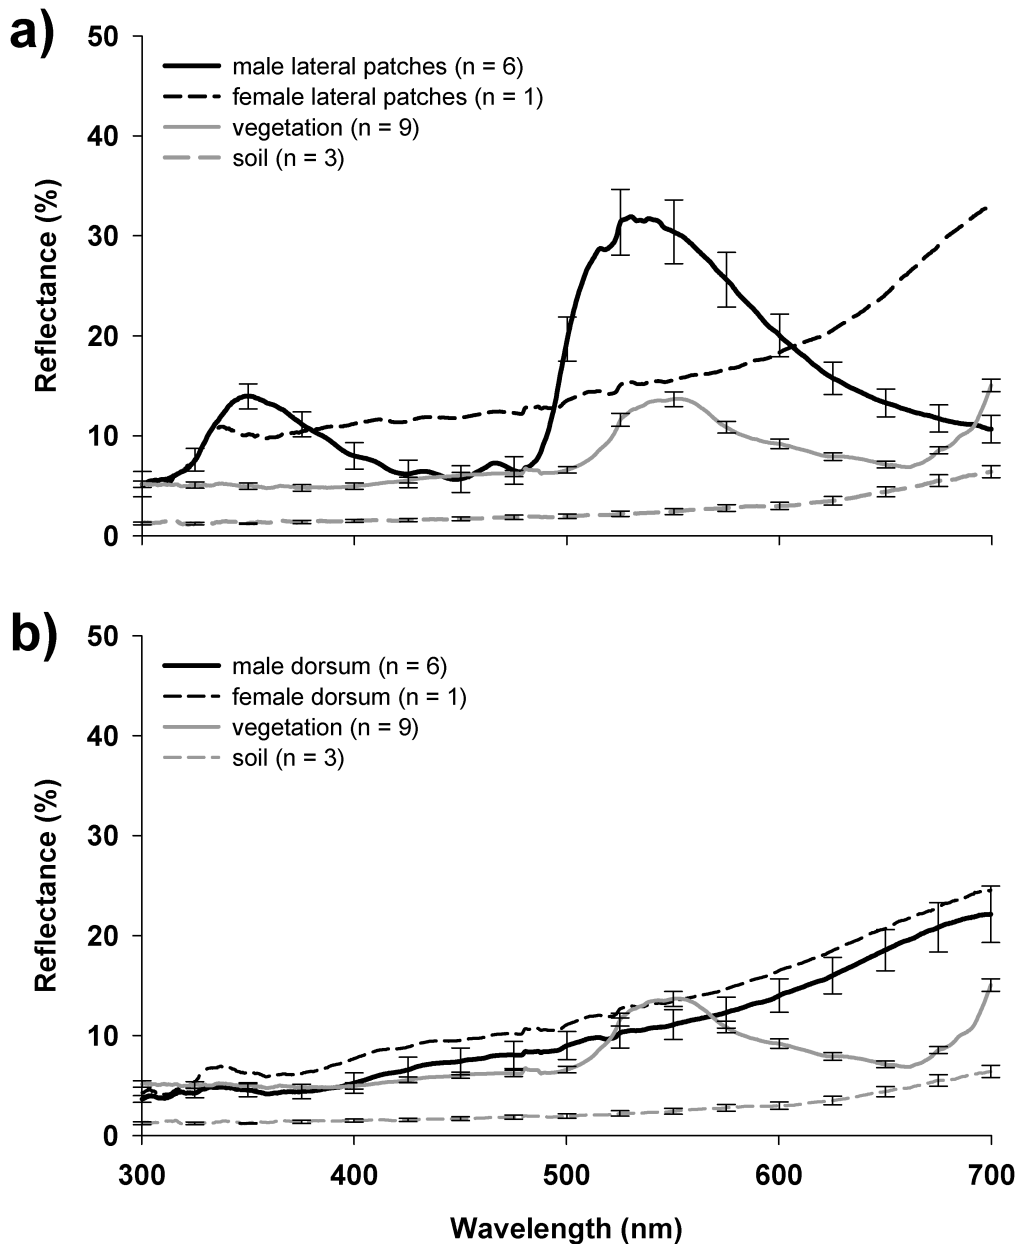 a)
50
40
30
20
10
0
Reflectance (%)
male lateral patches (n = 6)
female lateral patches (n = 1)
vegetation (n = 9)
soil (n = 3)
b)
50
40
30
20
10
0
Reflectance (%)
male dorsum (n = 6)
female dorsum (n = 1)
vegetation (n = 9)
soil (n = 3)
300 400 500 600 700
Wavelength (nm)